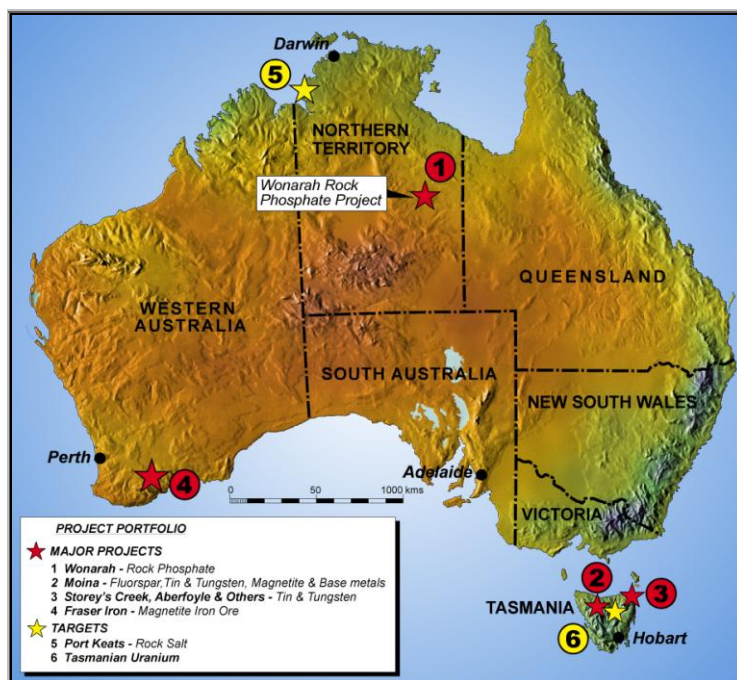 Darwin
5
NORTHERN
TERRITORY
1
Wonarah Rock
Phosphate Project
QUEENSLAND
WESTERN
AUSTRALIA
SOUTH AUSTRALIA
NEW SOUTH WALES
Perth
Adelaide
4
0 50 1000 kms
VICTORIA
PROJECT PORTFOLIO
MAJOR PROJECTS
1 Wonarah - Rock Phosphate
2 Moina - Fluorspar,Tin & Tungsten, Magnetite & Base metals
3 Storey's Creek, Aberfoyle & Others - Tin & Tungsten
4 Fraser Iron - Magnetite Iron Ore
TARGETS
5 Port Keats - Rock Salt
6 Tasmanian Uranium
2
3
TASMANIA
6
Hobart